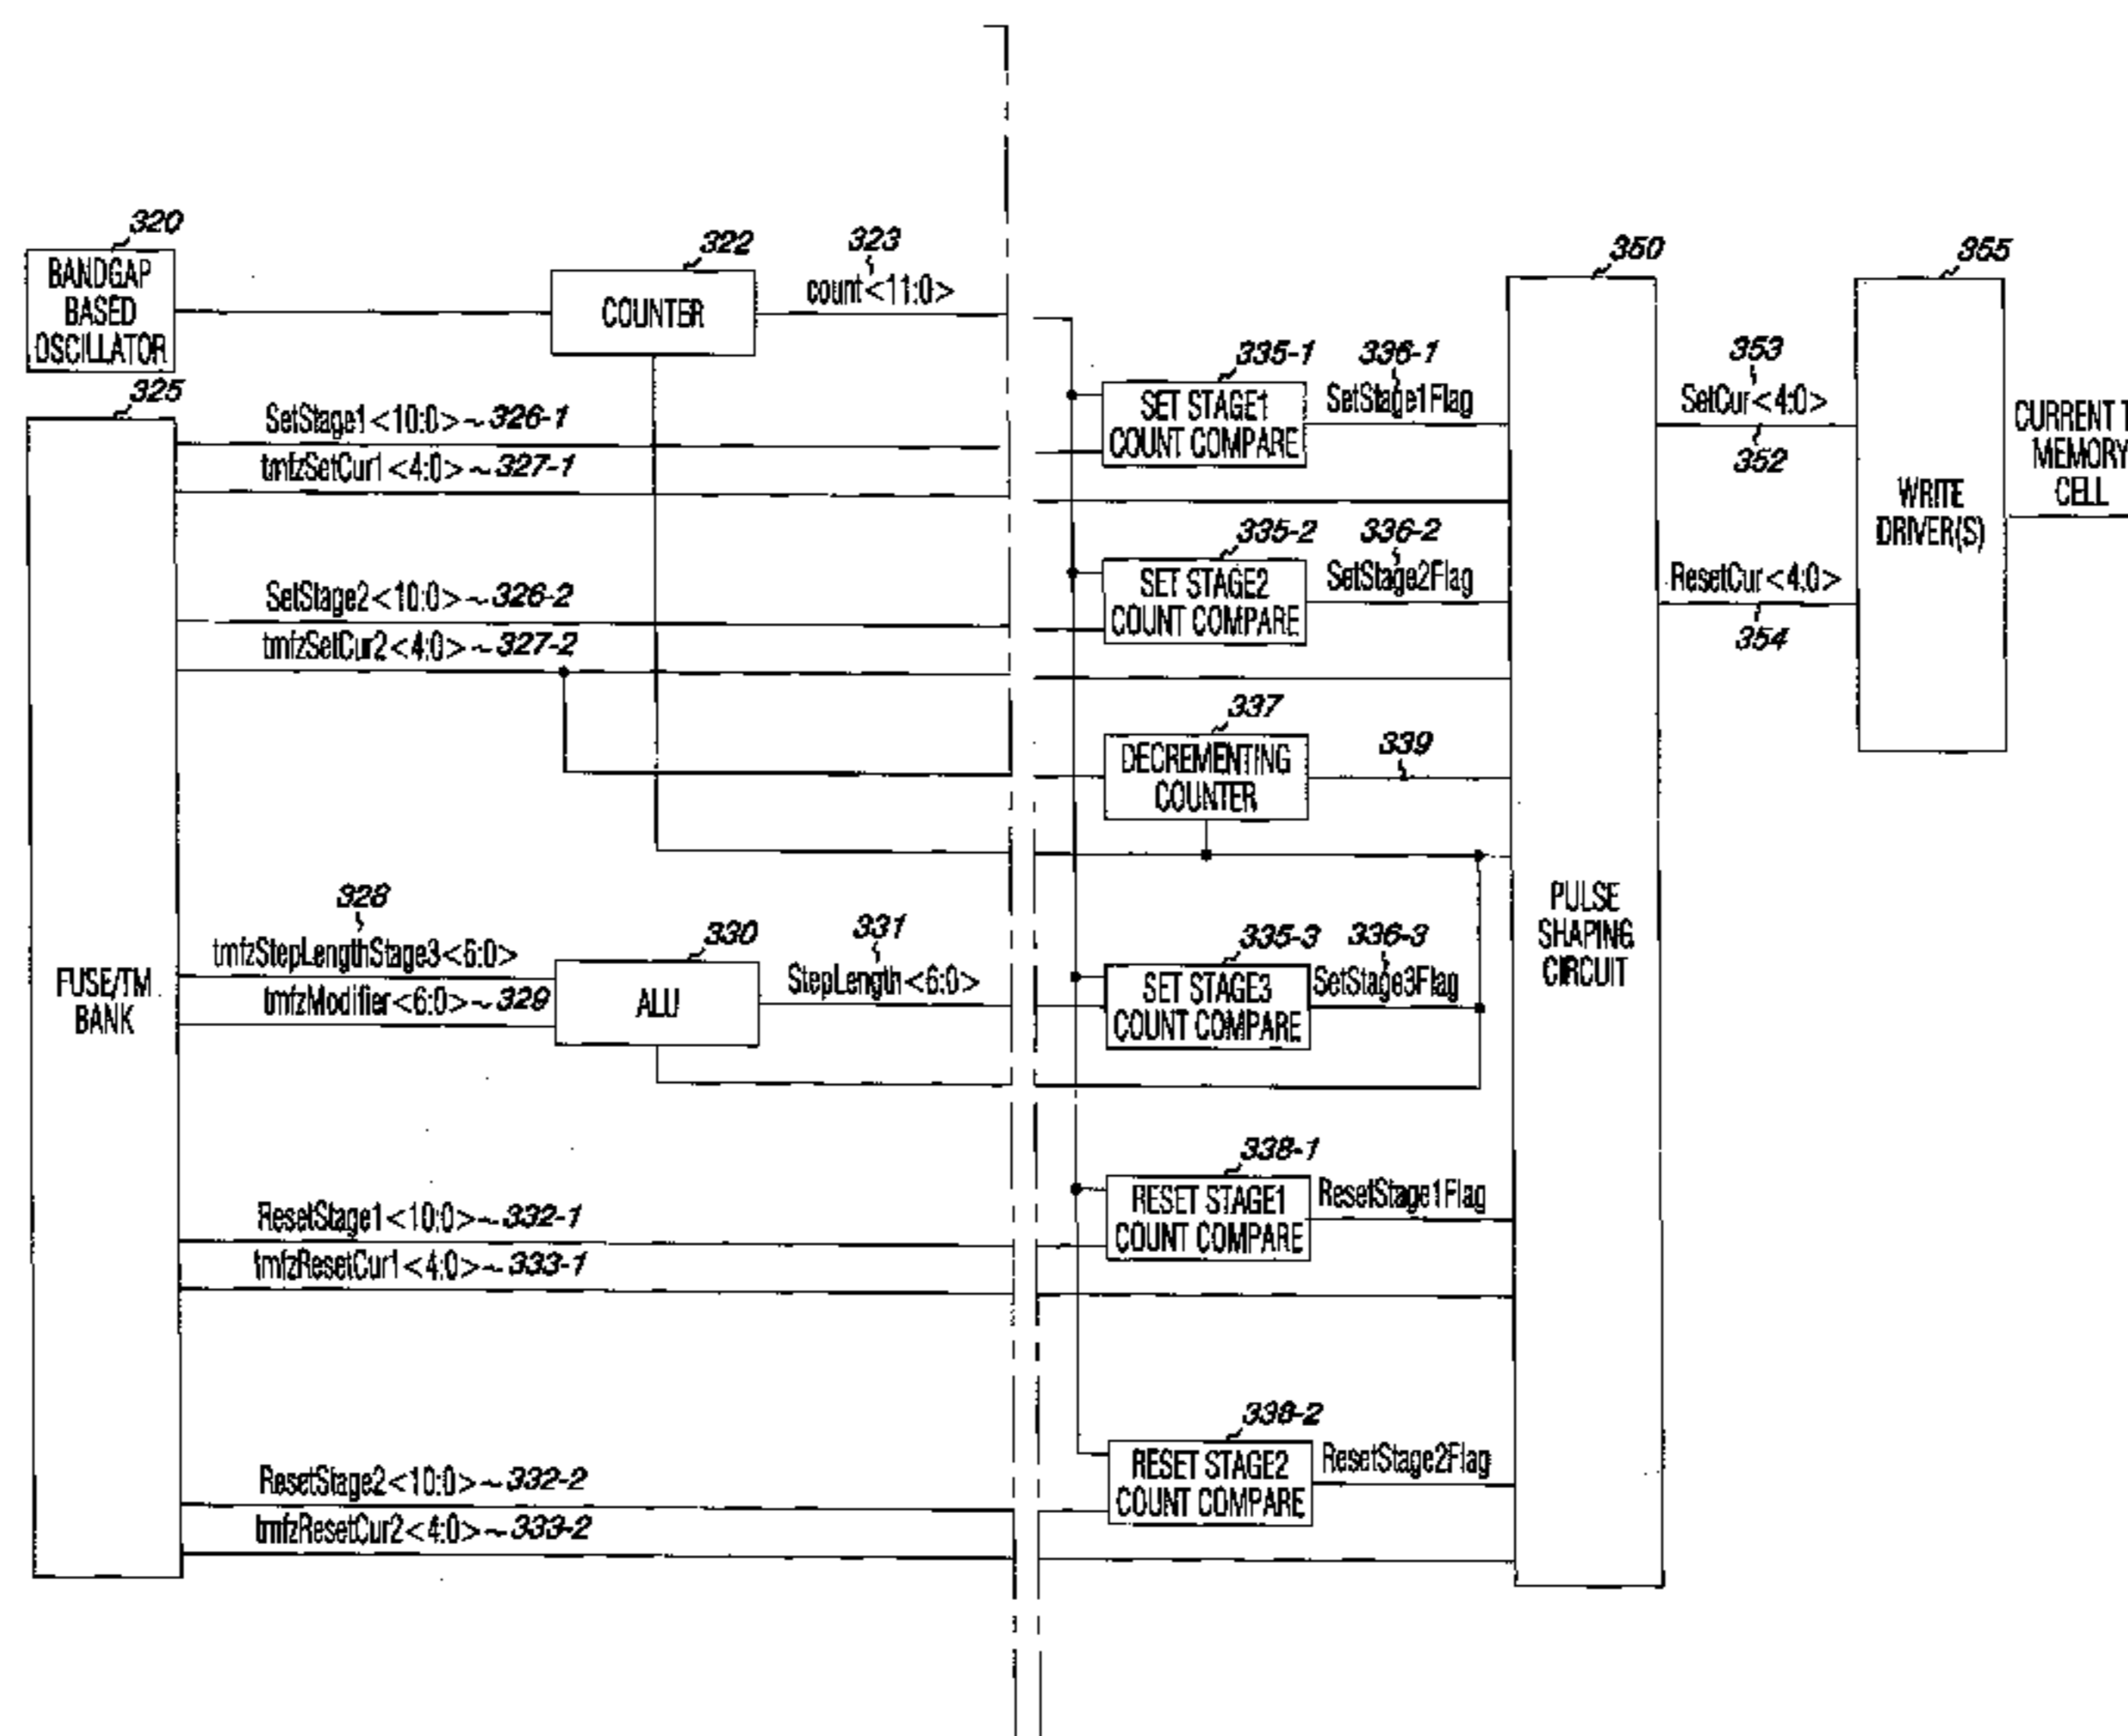 320
BANDGAP
BASED
OSCILLATOR
322
COUNTER
323
count<11:0>
325
FUSE/TM
BANK
SetStage1<10:0>~326-1
tmfzSetCur1<4:0>~327-1
SetStage2<10:0>~326-2
tmfzSetCur2<4:0>~327-2
328
tmfzStepLengthStage3<6:0>
tmfzModifier<6:0>~329
330
ALU
331
StepLength<6:0>
ResetStage1<10:0>~332-1
tmfzResetCur1<4:0>~333-1
ResetStage2<10:0>~332-2
tmfzResetCur2<4:0>~333-2
335-1
SET STAGE1
COUNT COMPARE
336-1
SetStage1Flag
335-2
SET STAGE2
COUNT COMPARE
336-2
SetStage2Flag
337
DECREMENTING
COUNTER
339
335-3
SET STAGE3
COUNT COMPARE
336-3
SetStage3Flag
338-1
RESET STAGE1
COUNT COMPARE
ResetStage1Flag
338-2
RESET STAGE2
COUNT COMPARE
ResetStage2Flag
350
PULSE
SHAPING
CIRCUIT
353
SetCur<4:0>
352
ResetCur<4:0>
354
355
WRITE
DRIVER(S)
CURRENT
MEMORY
CELL